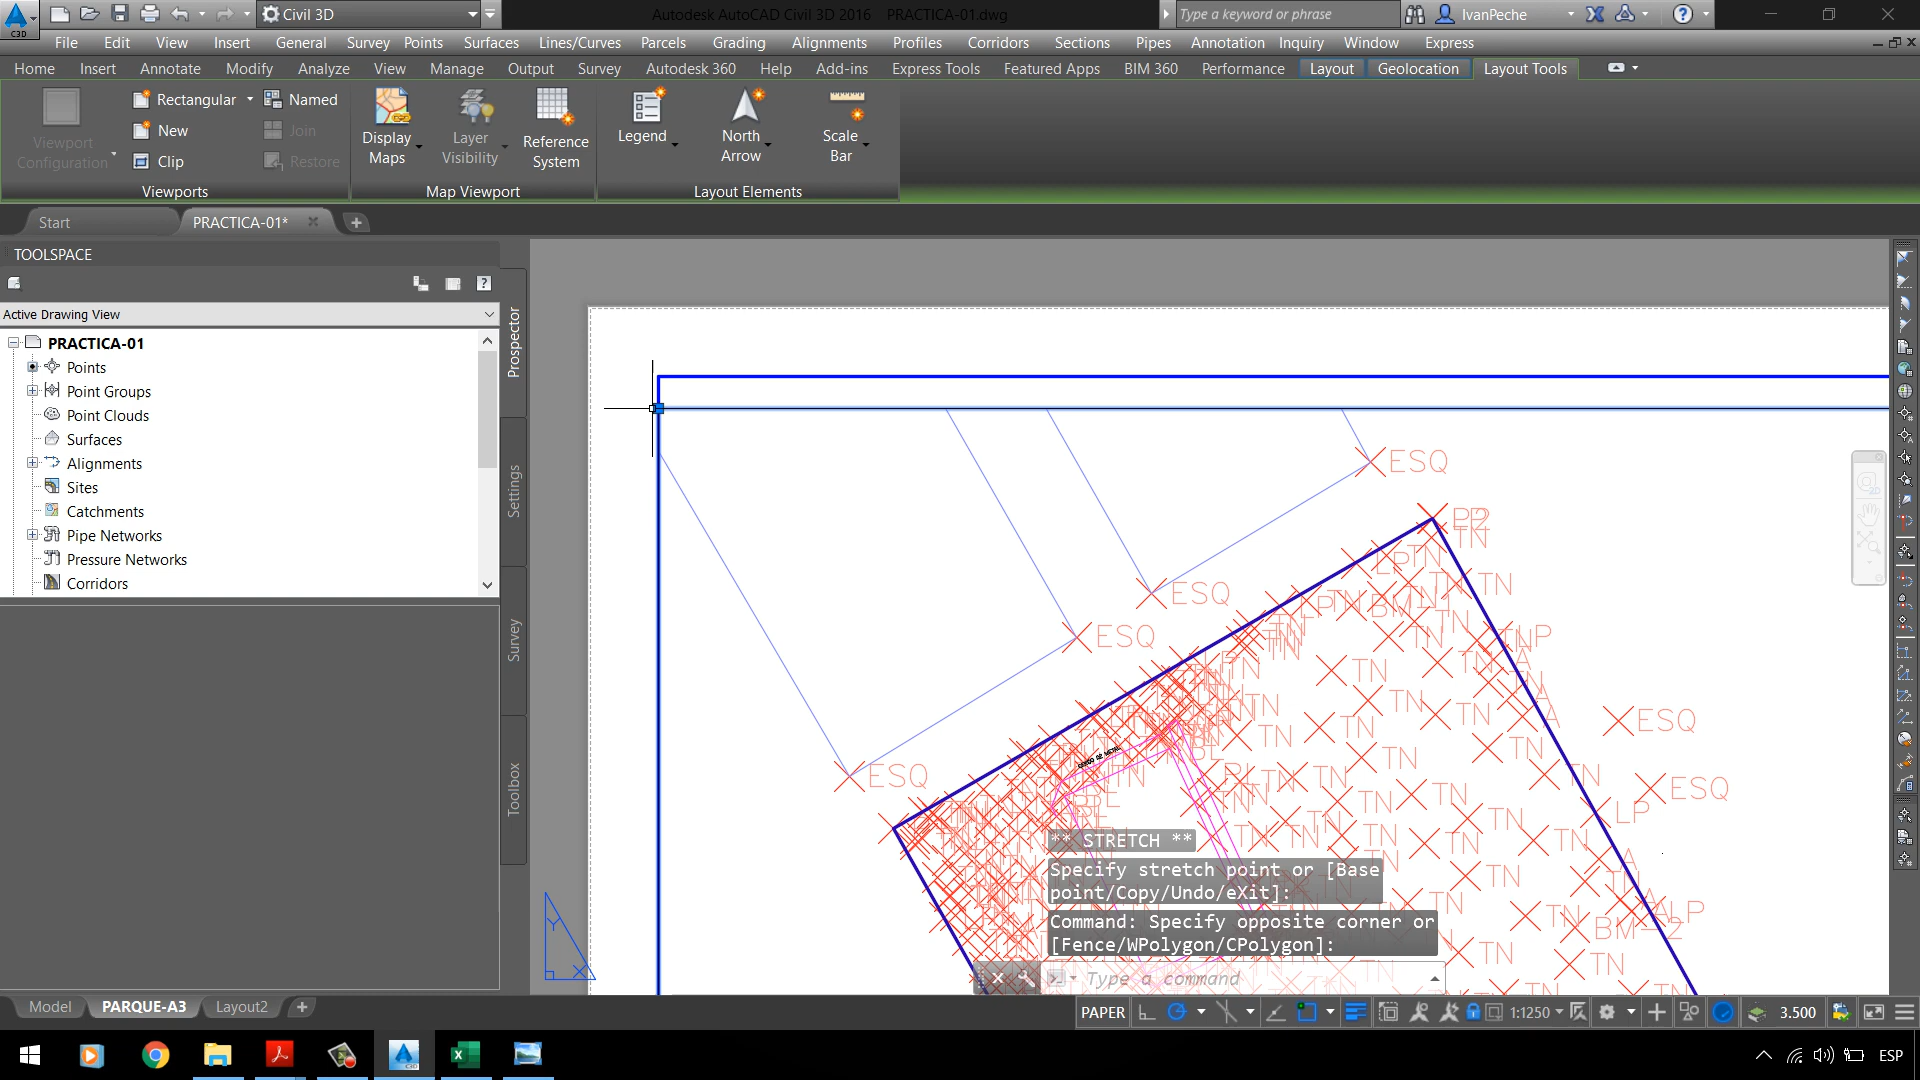 Civil 3D
Autodesk AutoCAD Civil 3D 2016 PRACTICA-01.dwg
Type a keyword or phrase
IvanPeche
C3D
File Edit View Insert General Survey Points Surfaces Lines/Curves Parcels Grading Alignments Profiles Corridors Sections Pipes Annotation Inquiry Window Express
Home Insert Annotate Modify Analyze View Manage Output Survey Autodesk 360 Help Add-ins Express Tools Featured Apps BIM 360 Performance Layout Geolocation Layout Tools
Viewport
Configuration
Rectangular
New
Clip
Named
Join
Restore
Viewports
Display
Maps
Layer
Visibility
Reference
System
Map Viewport
Legend
North
Arrow
Scale
Bar
Layout Elements
Start
PRACTICA-01*
TOOLSPACE
Active Drawing View
PRACTICA-01
Points
Point Groups
Point Clouds
Surfaces
Alignments
Sites
Catchments
Pipe Networks
Pressure Networks
Corridors
Prospector
Settings
Survey
Toolbox
ESQ
ESQ
ESQ
ESQ
ESQ
ESQ
TN
TN
TN
TN
LP
BM-2
** STRETCH **
Specify stretch point or [Base
point/Copy/Undo/eXit]:
Command: Specify opposite corner or
[Fence/WPolygon/CPolygon]:
Type a command
Y
X
Model
PARQUE-A3
Layout2
PAPER
1:1250
3.500
ESP